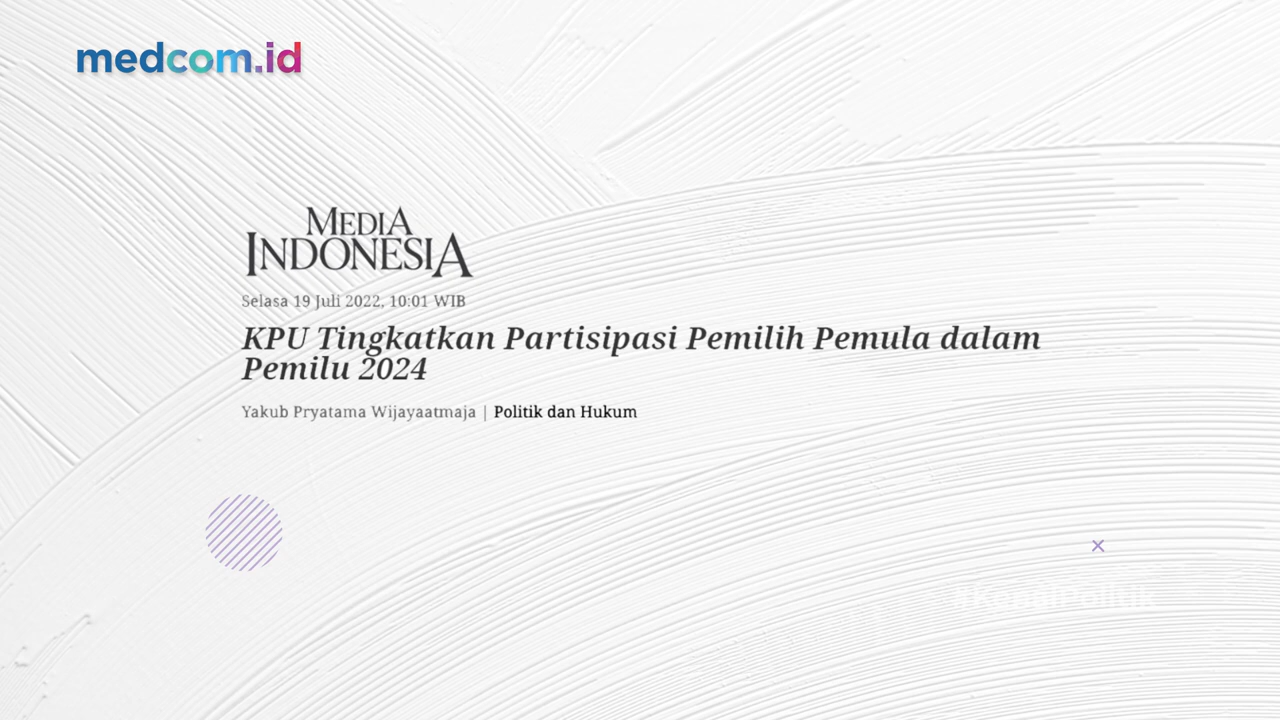 medcom.id
MEDIA
INDONESIA
Selasa 19 Juli 2022, 10:01 WIB
KPU Tingkatkan Partisipasi Pemilih Pemula dalam
Pemilu 2024
Yakub Pryatama Wijayaatmaja | Politik dan Hukum